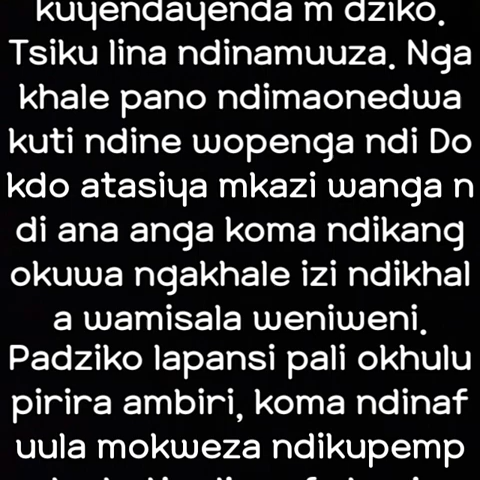 kuyendayenda m dziko.
Tsiku lina ndinamuuza. Nga
khale pano ndimaonedwa
kuti ndine wopenga ndi Do
kdo atasiya mkazi wanga n
di ana anga koma ndikang
okuwa ngakhale izi ndikhal
a wamisala weniweni.
Padziko lapansi pali okhulu
pirira ambiri, koma ndinaf
uula mokweza ndikupemp